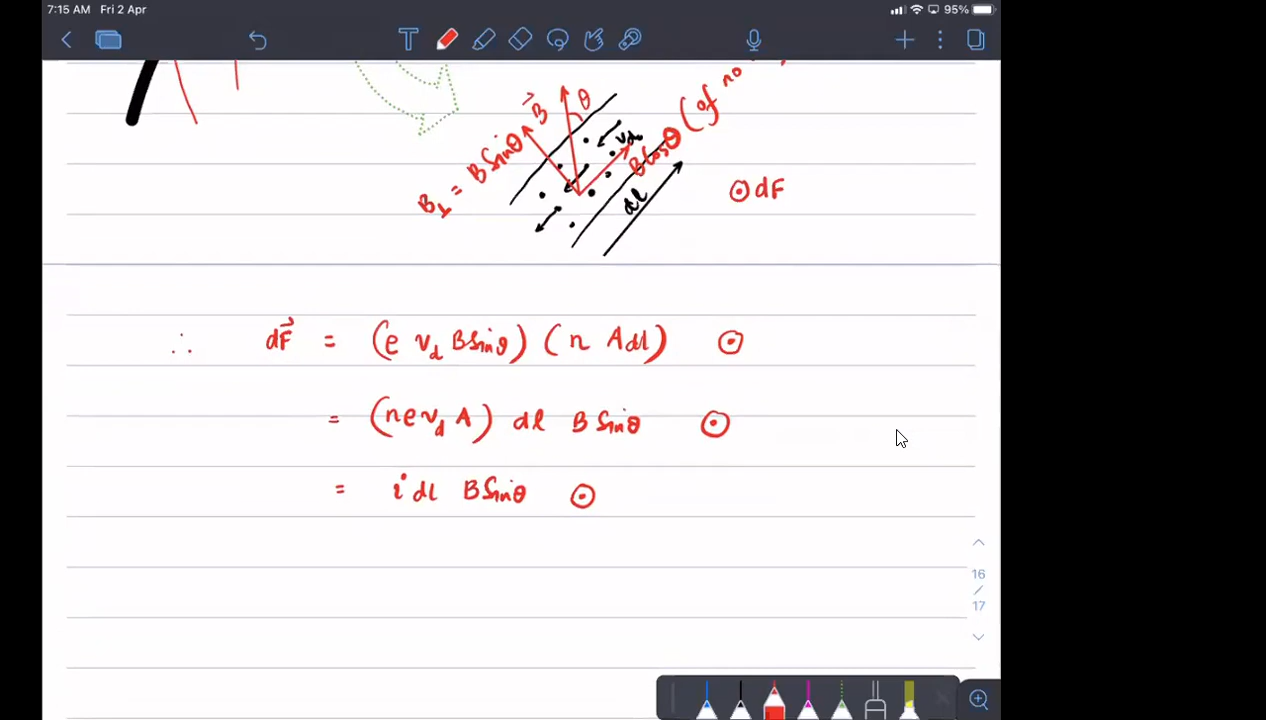 7:15 AM Fri 2 Apr 95%
T
B⃗ θ
B⊥ = B Sinθ
vd
B Cosθ (of no
dl
⊙ dF
∴ dF⃗ = (e vd B Sinθ) (n A dl) ⊙
= (n e vd A) dl B Sinθ ⊙
= i dl B Sinθ ⊙
16
/
17